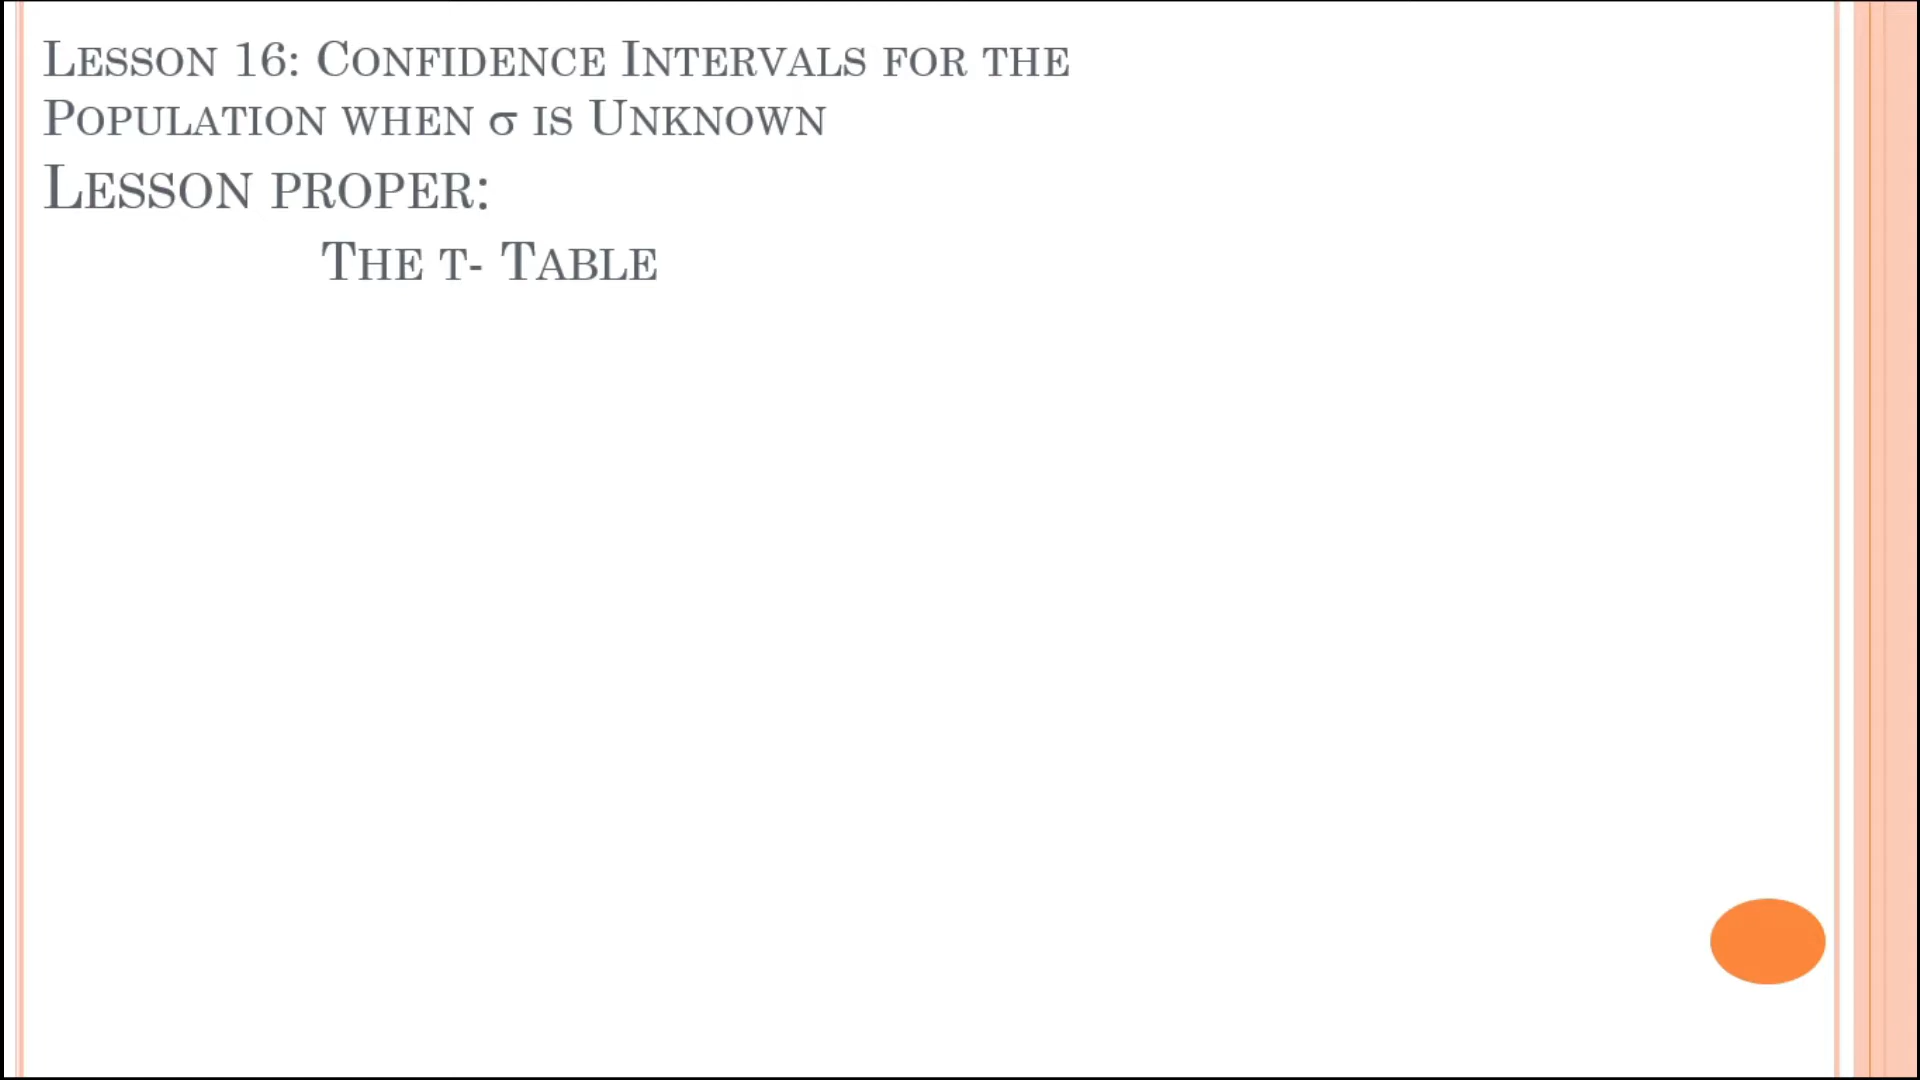 Lesson 16: Confidence Intervals for the
Population when σ is Unknown
Lesson proper:
The t- Table